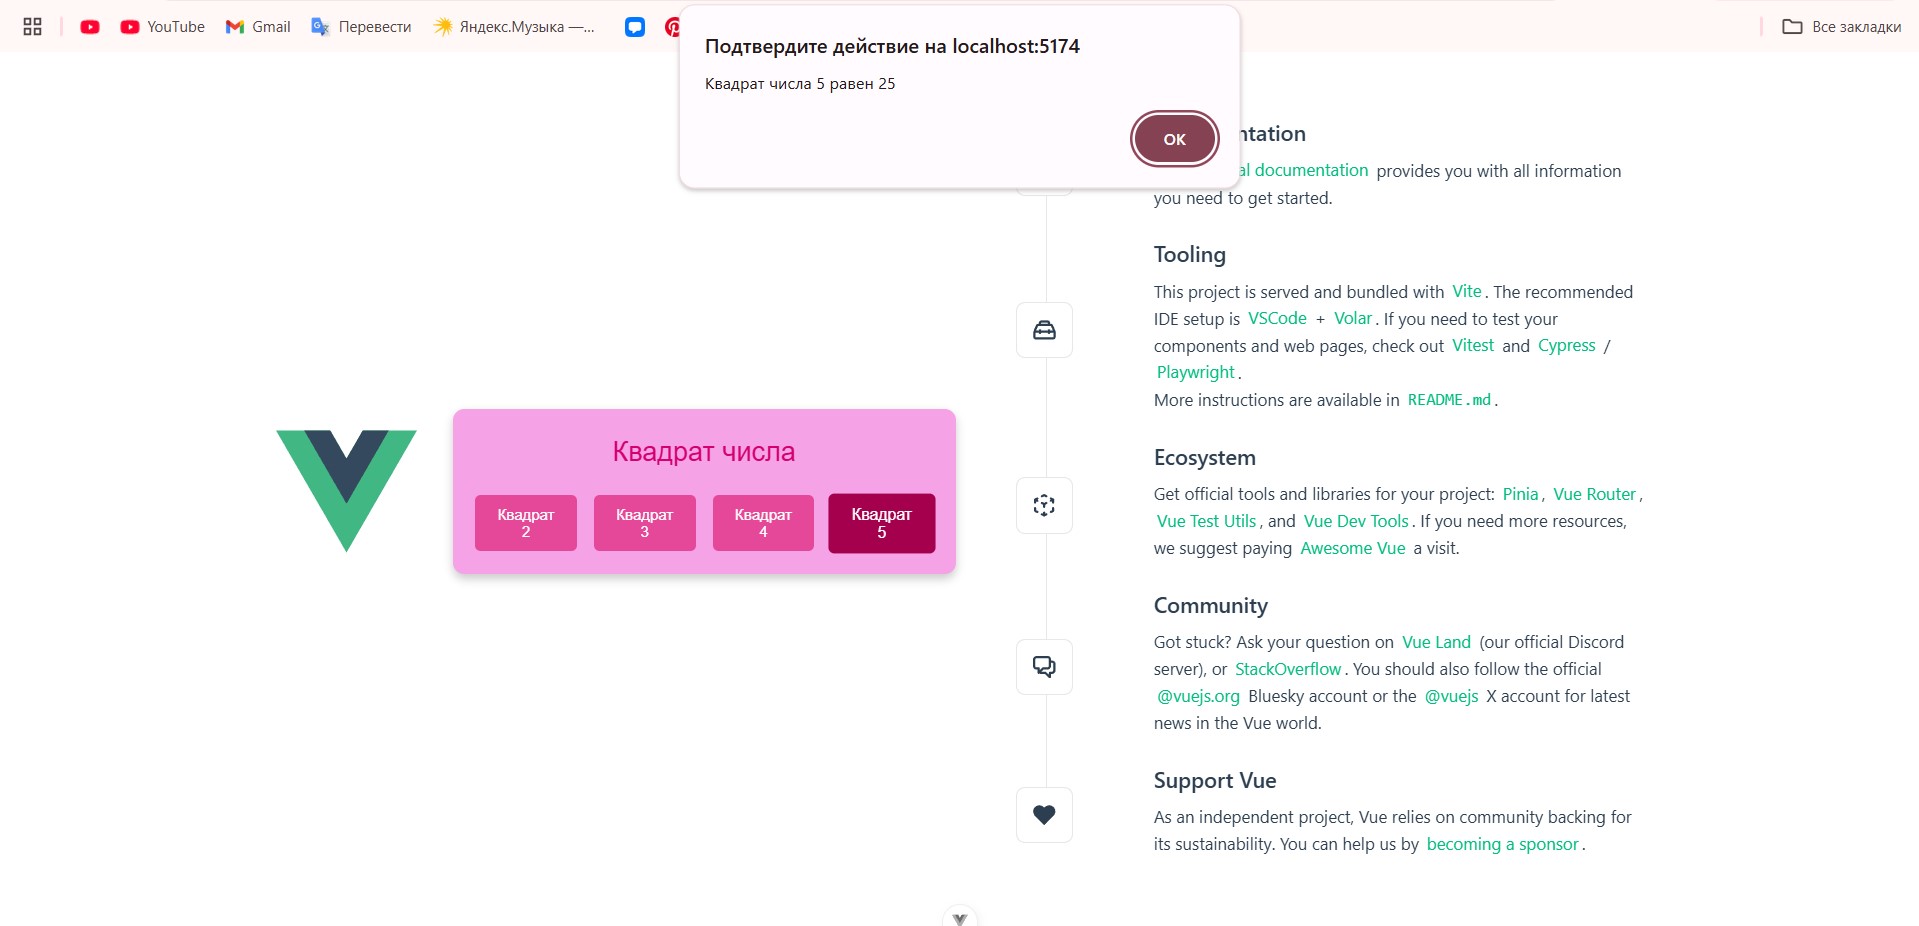 YouTube
Gmail
Перевести
Яндекс.Музыка —...
Все закладки
Подтвердите действие на localhost:5174
Квадрат числа 5 равен 25
ОК
documentation provides you with all information
you need to get started.
Tooling
This project is served and bundled with Vite. The recommended
IDE setup is VSCode + Volar. If you need to test your
components and web pages, check out Vitest and Cypress /
Playwright.
More instructions are available in README.md.
Квадрат числа
Квадрат
2
Квадрат
3
Квадрат
4
Квадрат
5
Ecosystem
Get official tools and libraries for your project: Pinia, Vue Router,
Vue Test Utils, and Vue Dev Tools. If you need more resources,
we suggest paying Awesome Vue a visit.
Community
Got stuck? Ask your question on Vue Land (our official Discord
server), or StackOverflow. You should also follow the official
@vuejs.org Bluesky account or the @vuejs X account for latest
news in the Vue world.
Support Vue
As an independent project, Vue relies on community backing for
its sustainability. You can help us by becoming a sponsor.